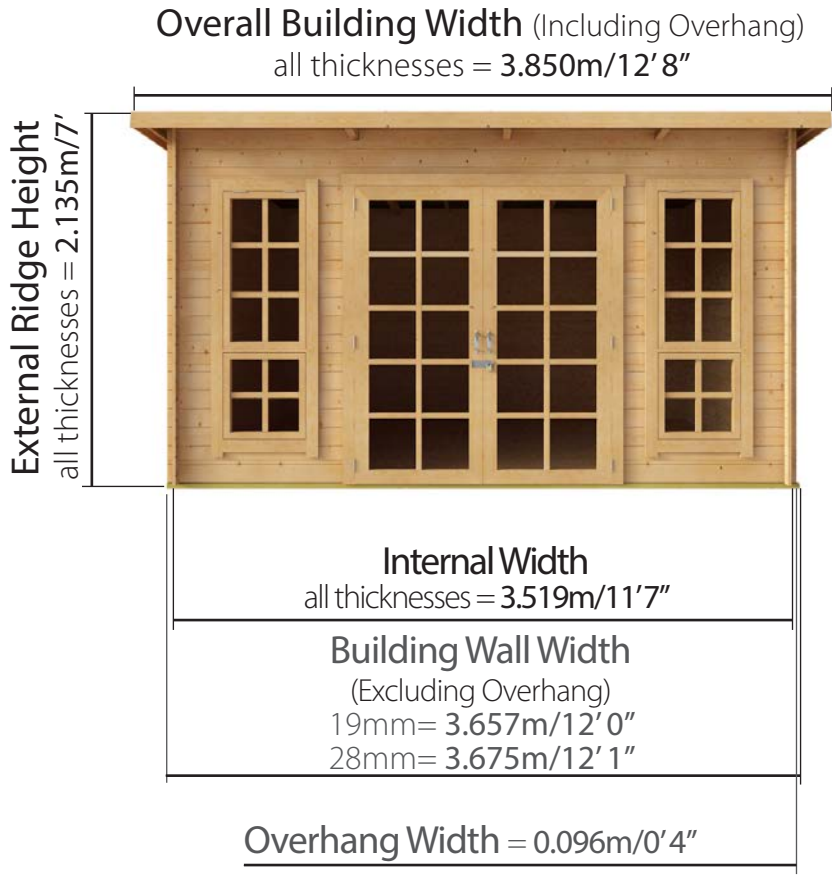 Overall Building Width (Including Overhang)
all thicknesses = 3.850m/12’8”
External Ridge Height
all thicknesses = 2.135m/7’
Internal Width
all thicknesses = 3.519m/11’7”
Building Wall Width
(Excluding Overhang)
19mm= 3.657m/12’0”
28mm= 3.675m/12’1”
Overhang Width = 0.096m/0’4”